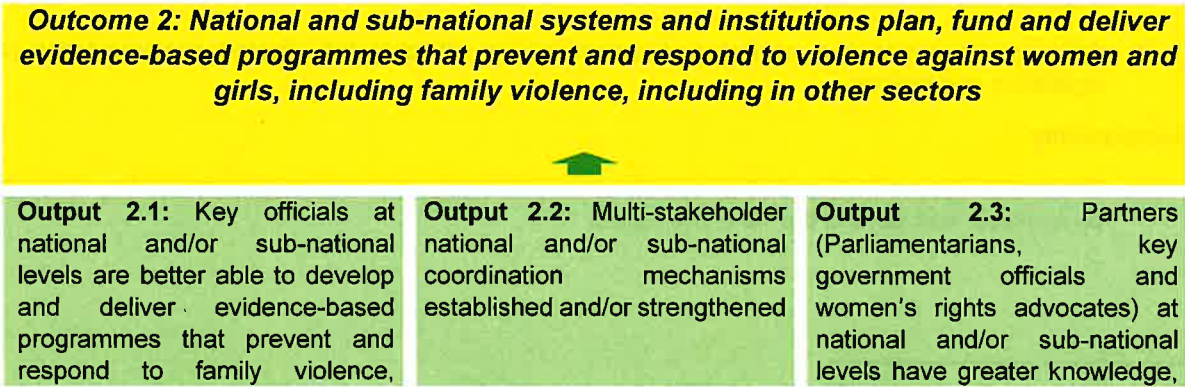 Outcome 2: National and sub-national systems and institutions plan, fund and deliver
evidence-based programmes that prevent and respond to violence against women and
girls, including family violence, including in other sectors
Output 2.1: Key officials at
national and/or sub-national
levels are better able to develop
and deliver evidence-based
programmes that prevent and
respond to family violence,
Output 2.2: Multi-stakeholder
national and/or sub-national
coordination mechanisms
established and/or strengthened
Output 2.3: Partners
(Parliamentarians, key
government officials and
women's rights advocates) at
national and/or sub-national
levels have greater knowledge,